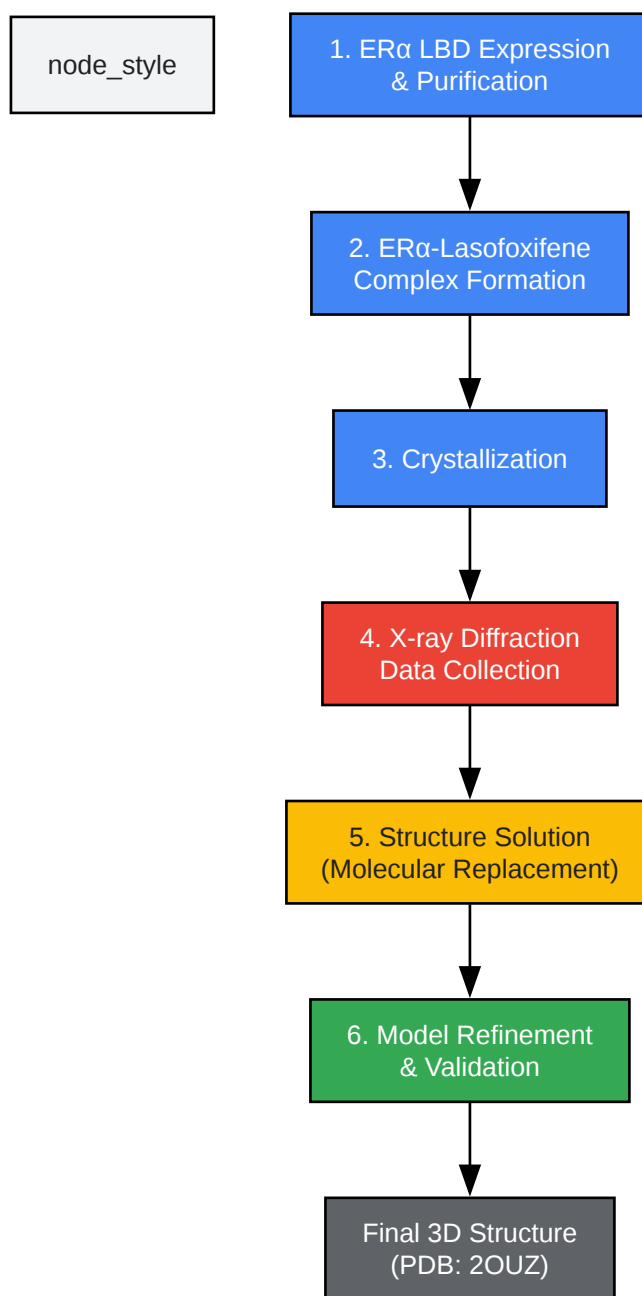 node_style
1. ERα LBD Expression
& Purification
2. ERα-Lasofoxifene
Complex Formation
3. Crystallization
4. X-ray Diffraction
Data Collection
5. Structure Solution
(Molecular Replacement)
6. Model Refinement
& Validation
Final 3D Structure
(PDB: 2OUZ)